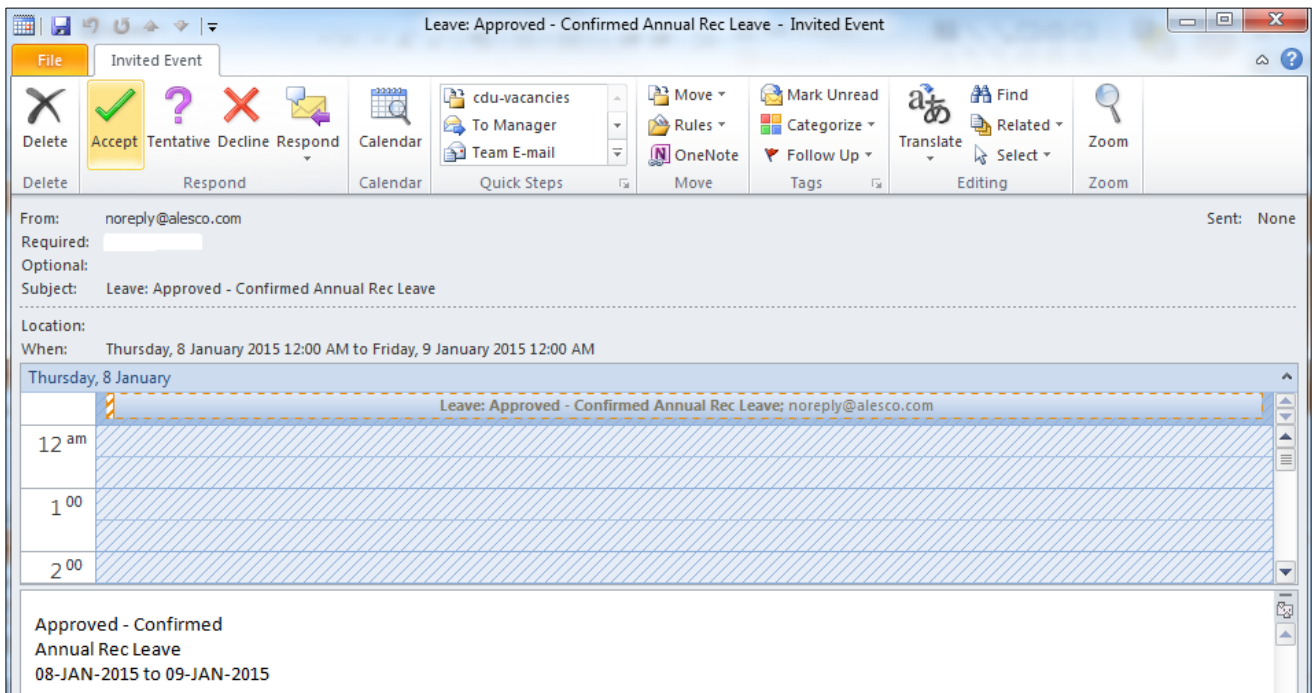 Leave: Approved - Confirmed Annual Rec Leave - Invited Event
File Invited Event
cdu-vacancies Move Mark Unread Find
To Manager Rules Categorize Related
Delete Accept Tentative Decline Respond Calendar Team E-mail OneNote Follow Up Translate Select Zoom
Delete Respond Calendar Quick Steps Move Tags Editing Zoom
From: noreply@alesco.com Sent: None
Required:
Optional:
Subject: Leave: Approved - Confirmed Annual Rec Leave
Location:
When: Thursday, 8 January 2015 12:00 AM to Friday, 9 January 2015 12:00 AM
Thursday, 8 January
Leave: Approved - Confirmed Annual Rec Leave; noreply@alesco.com
12 am
1 00
2 00
Approved - Confirmed
Annual Rec Leave
08-JAN-2015 to 09-JAN-2015